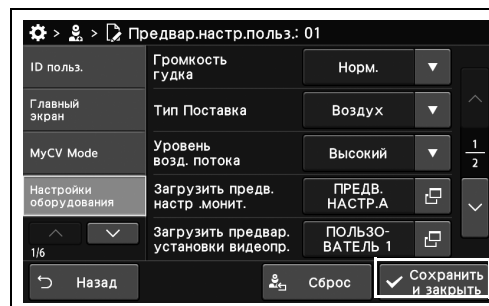 > > Предвар.настр.польз.: 01
ID польз.
Главный
экран
MyCV Mode
Настройки
оборудования
1/6
Громкость
гудка
Норм.
Тип Поставка
Воздух
Уровень
возд. потока
Высокий
Загрузить предв.
настр .монит.
ПРЕДВ.
НАСТР.А
Загрузить предвар.
установки видеопр.
ПОЛЬЗО-
ВАТЕЛЬ 1
1
2
Назад
Сброс
Сохранить
и закрыть